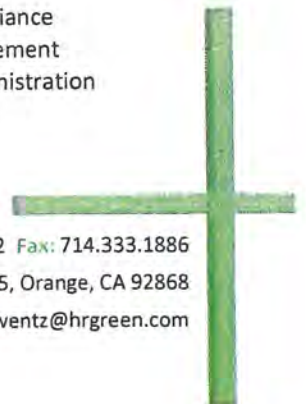 iance
ement
nistration
2 Fax: 714.333.1886
5, Orange, CA 92868
ventz@hrgreen.com